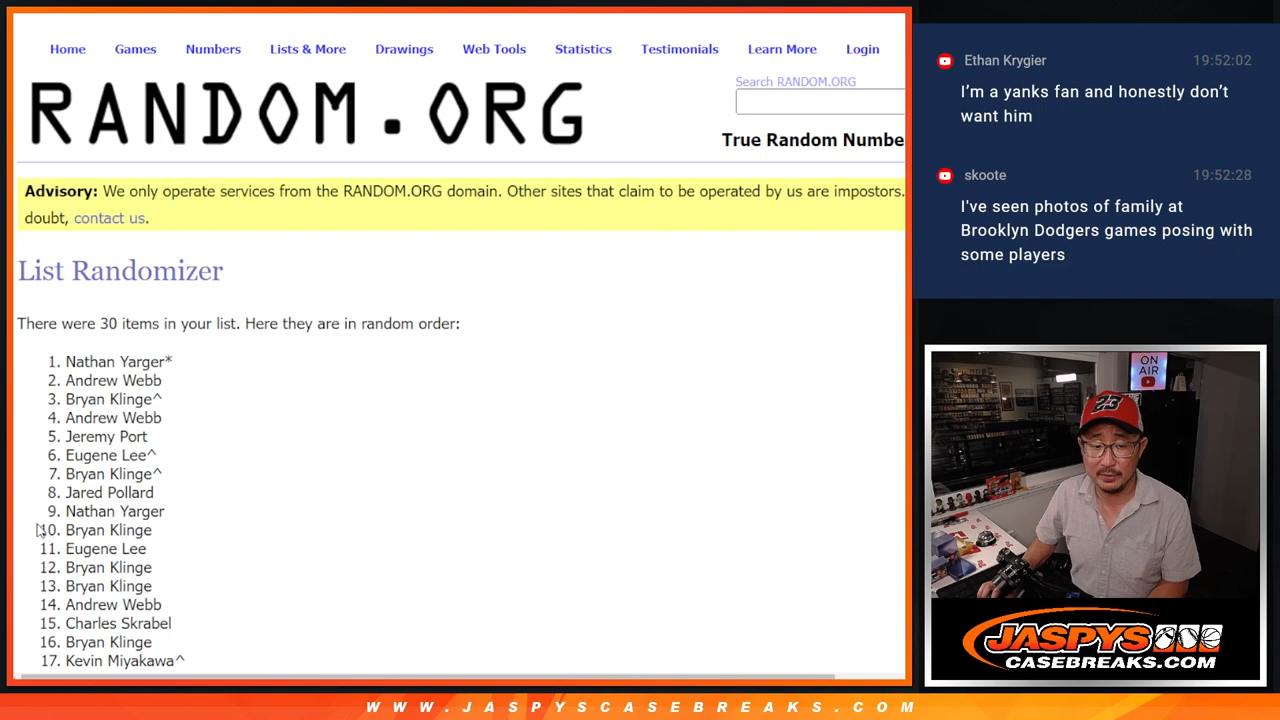 Home Games Numbers Lists & More Drawings Web Tools Statistics Testimonials Learn More Login
RANDOM.ORG
Search RANDOM.ORG
True Random Numbe
Advisory: We only operate services from the RANDOM.ORG domain. Other sites that claim to be operated by us are impostors.
doubt, contact us.
List Randomizer
There were 30 items in your list. Here they are in random order:
1. Nathan Yarger*
2. Andrew Webb
3. Bryan Klinge^
4. Andrew Webb
5. Jeremy Port
6. Eugene Lee^
7. Bryan Klinge^
8. Jared Pollard
9. Nathan Yarger
10. Bryan Klinge
11. Eugene Lee
12. Bryan Klinge
13. Bryan Klinge
14. Andrew Webb
15. Charles Skrabel
16. Bryan Klinge
17. Kevin Miyakawa^
Ethan Krygier 19:52:02
I’m a yanks fan and honestly don’t
want him
skoote 19:52:28
I've seen photos of family at
Brooklyn Dodgers games posing with
some players
ON
AIR
23
JASPYS
CASEBREAKS.COM
WWW.JASPYSCASEBREAKS.COM